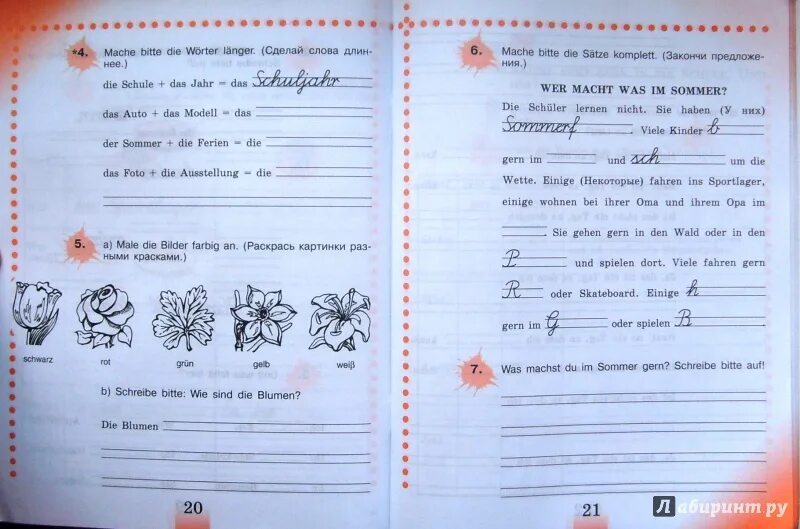 *4. Mache bitte die Wörter länger. (Сделай слова длин-
нее.)
die Schule + das Jahr = das Schuljahr
das Auto + das Modell = das
der Sommer + die Ferien = die
das Foto + die Ausstellung = die
5. a) Male die Bilder farbig an. (Раскрась картинки раз-
ными красками.)
schwarz rot grün gelb weiß
b) Schreibe bitte: Wie sind die Blumen?
Die Blumen
20
6. Mache bitte die Sätze komplett. (Закончи предложе-
ния.)
WER MACHT WAS IM SOMMER?
Die Schüler lernen nicht. Sie haben (У них)
Sommerf . Viele Kinder b
gern im und sch um die
Wette. Einige (Некоторые) fahren ins Sportlager,
einige wohnen bei ihrer Oma und ihrem Opa im
. Sie gehen gern in den Wald oder in den
P und spielen dort. Viele fahren gern
R oder Skateboard. Einige h
gern im G oder spielen B
7. Was machst du im Sommer gern? Schreibe bitte auf!
21
Лабиринт.ру